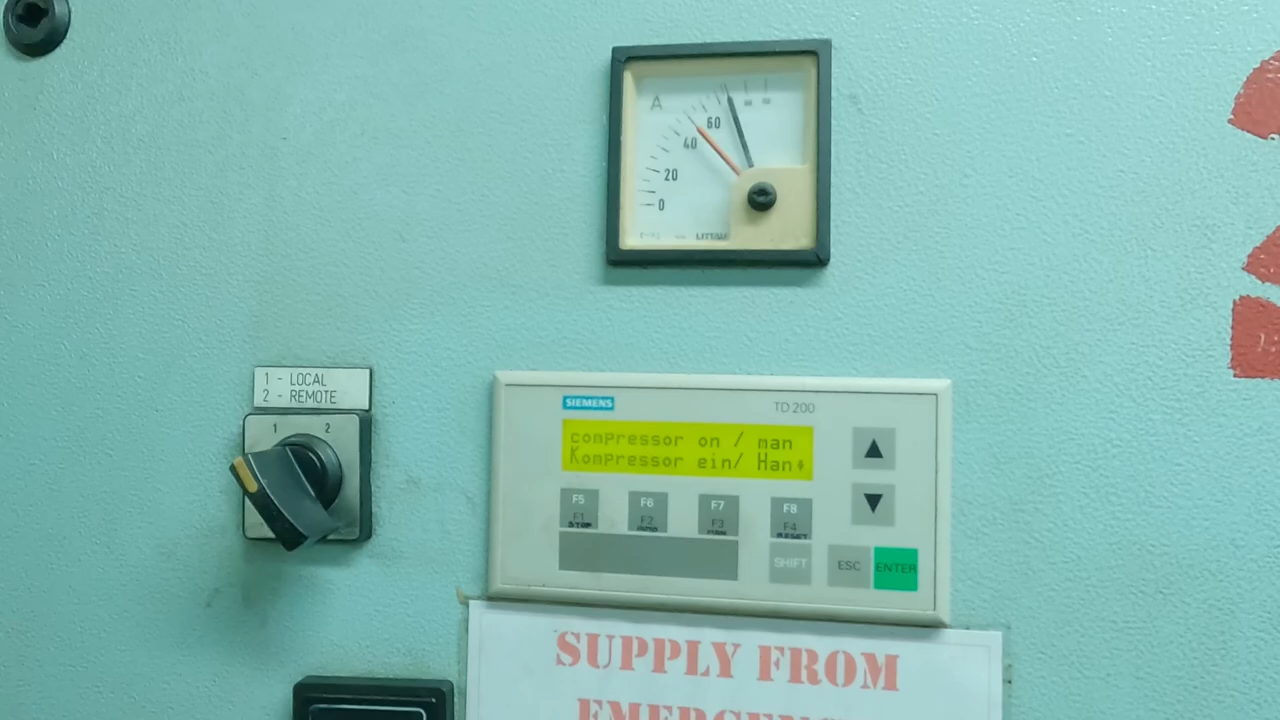 A
60
40
20
0
1 - LOCAL
2 - REMOTE
1 2
SIEMENS
TD 200
compressor on / man
Kompressor ein/ Han
F5 F6 F7 F8
F1 F2 F3 F4
STOP
RESET
SHIFT ESC ENTER
SUPPLY FROM
EMERGENC